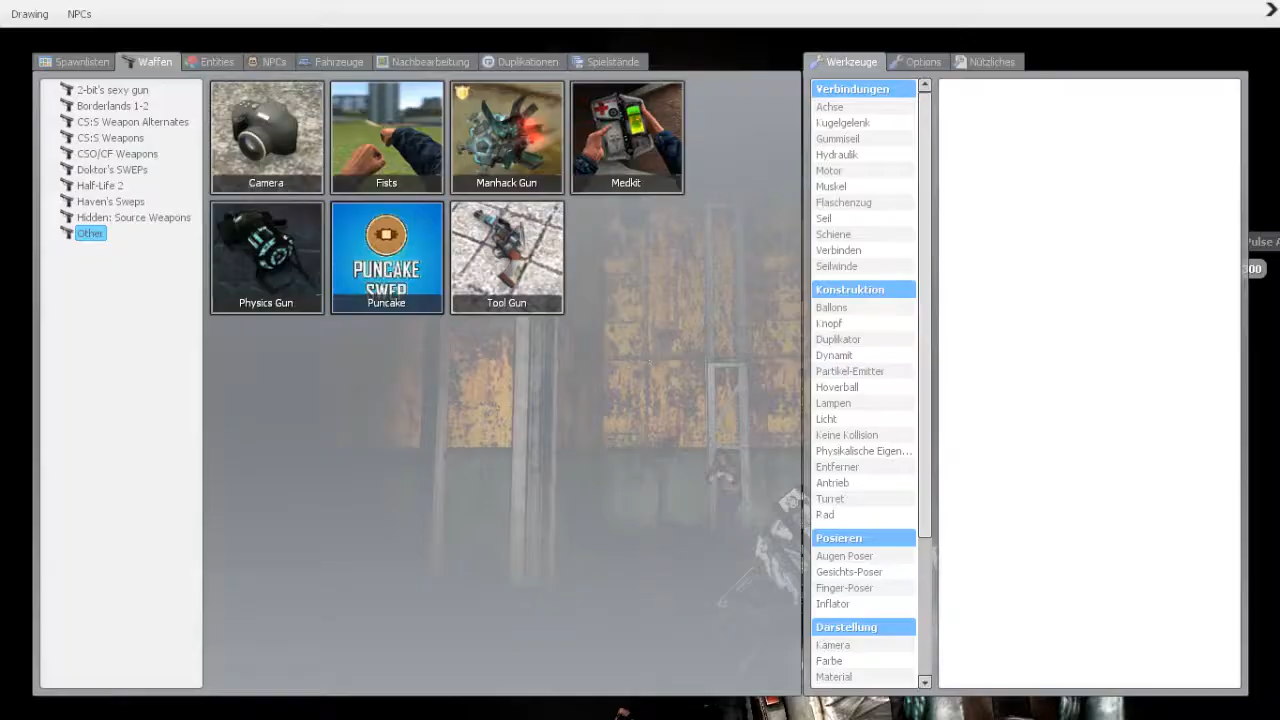 Drawing NPCs
Spawnlisten Waffen Entities NPCs Fahrzeuge Nachbearbeitung Duplikationen Spielstände
2-bit's sexy gun
Borderlands 1-2
CS:S Weapon Alternates
CS:S Weapons
CSO/CF Weapons
Doktor's SWEPs
Half-Life 2
Haven's Sweps
Hidden: Source Weapons
Other
Camera
Fists
Manhack Gun
Medkit
Physics Gun
PUNCAKE
SWEP
Puncake
Tool Gun
Werkzeuge Options Nützliches
Verbindungen
Achse
Kugelgelenk
Gummiseil
Hydraulik
Motor
Muskel
Flaschenzug
Seil
Schiene
Verbinden
Seilwinde
Konstruktion
Ballons
Knopf
Duplikator
Dynamit
Partikel-Emitter
Hoverball
Lampen
Licht
Keine Kollision
Physikalische Eigen...
Entferner
Antrieb
Turret
Rad
Posieren
Augen Poser
Gesichts-Poser
Finger-Poser
Inflator
Darstellung
Kamera
Farbe
Material
Pulse A
300